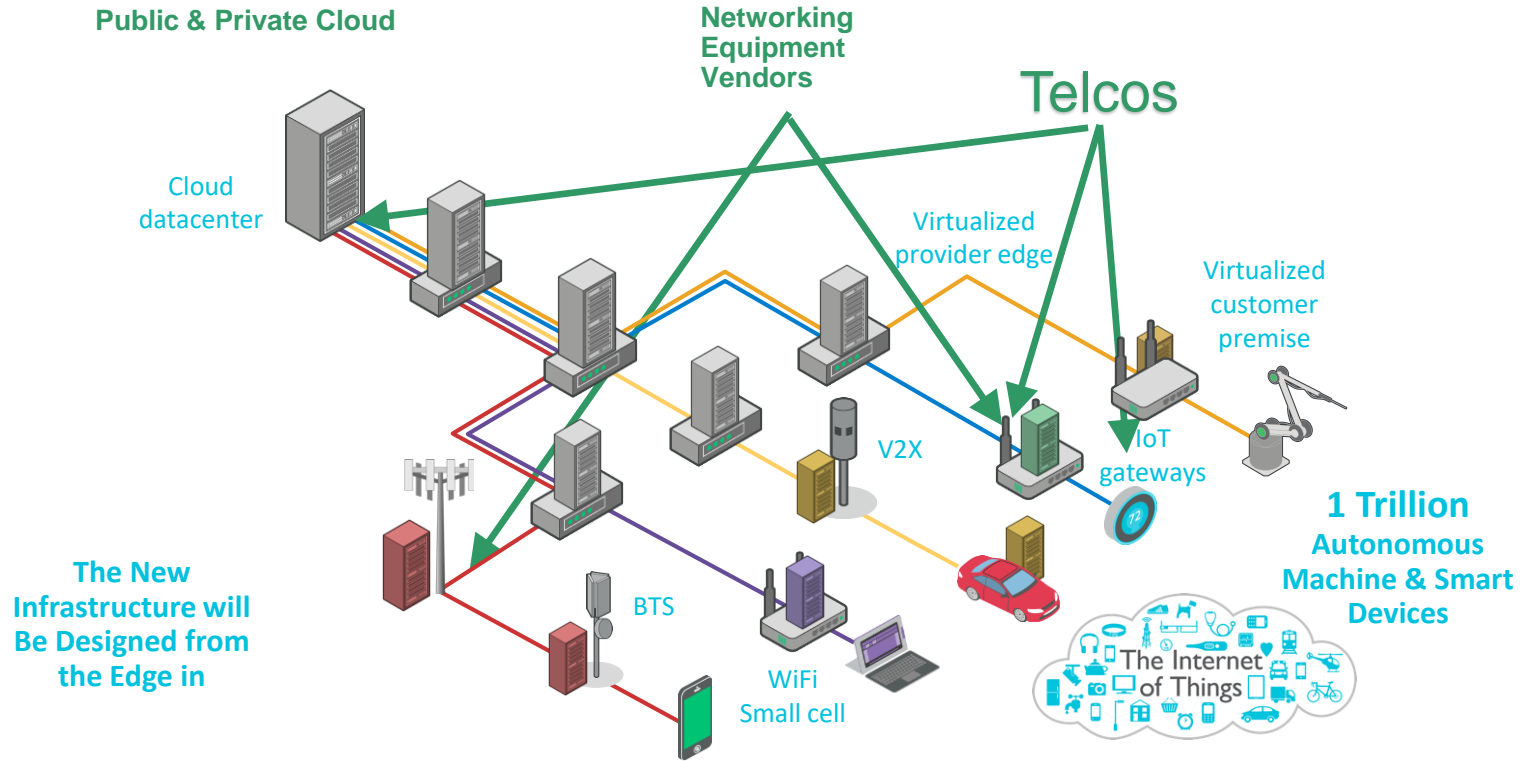 Public & Private Cloud
Networking
Equipment
Vendors
Telcos
Cloud
datacenter
Virtualized
provider edge
Virtualized
customer
premise
V2X
IoT
gateways
72
1 Trillion
Autonomous
Machine & Smart
Devices
The New
Infrastructure will
Be Designed from
the Edge in
BTS
WiFi
Small cell
The Internet
of Things